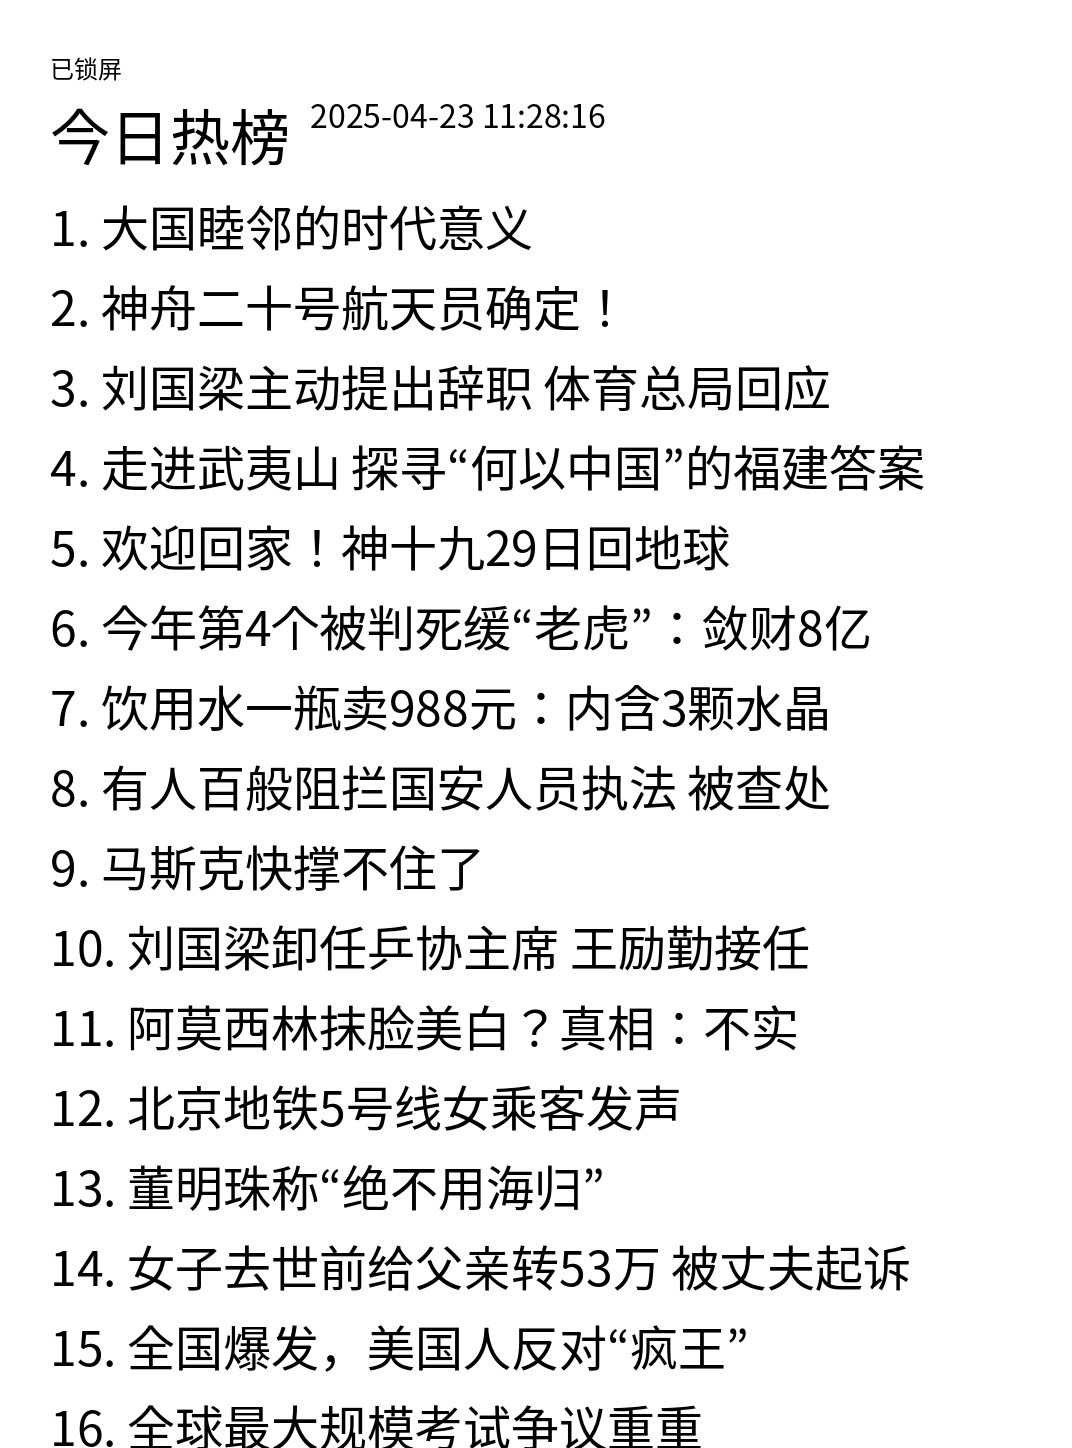 已锁屏
今日热榜 2025-04-23 11:28:16
1. 大国睦邻的时代意义
2. 神舟二十号航天员确定！
3. 刘国梁主动提出辞职 体育总局回应
4. 走进武夷山 探寻“何以中国”的福建答案
5. 欢迎回家！神十九29日回地球
6. 今年第4个被判死缓“老虎”：敛财8亿
7. 饮用水一瓶卖988元：内含3颗水晶
8. 有人百般阻拦国安人员执法 被查处
9. 马斯克快撑不住了
10. 刘国梁卸任乒协主席 王励勤接任
11. 阿莫西林抹脸美白？真相：不实
12. 北京地铁5号线女乘客发声
13. 董明珠称“绝不用海归”
14. 女子去世前给父亲转53万 被丈夫起诉
15. 全国爆发，美国人反对“疯王”
16. 全球最大规模考试争议重重